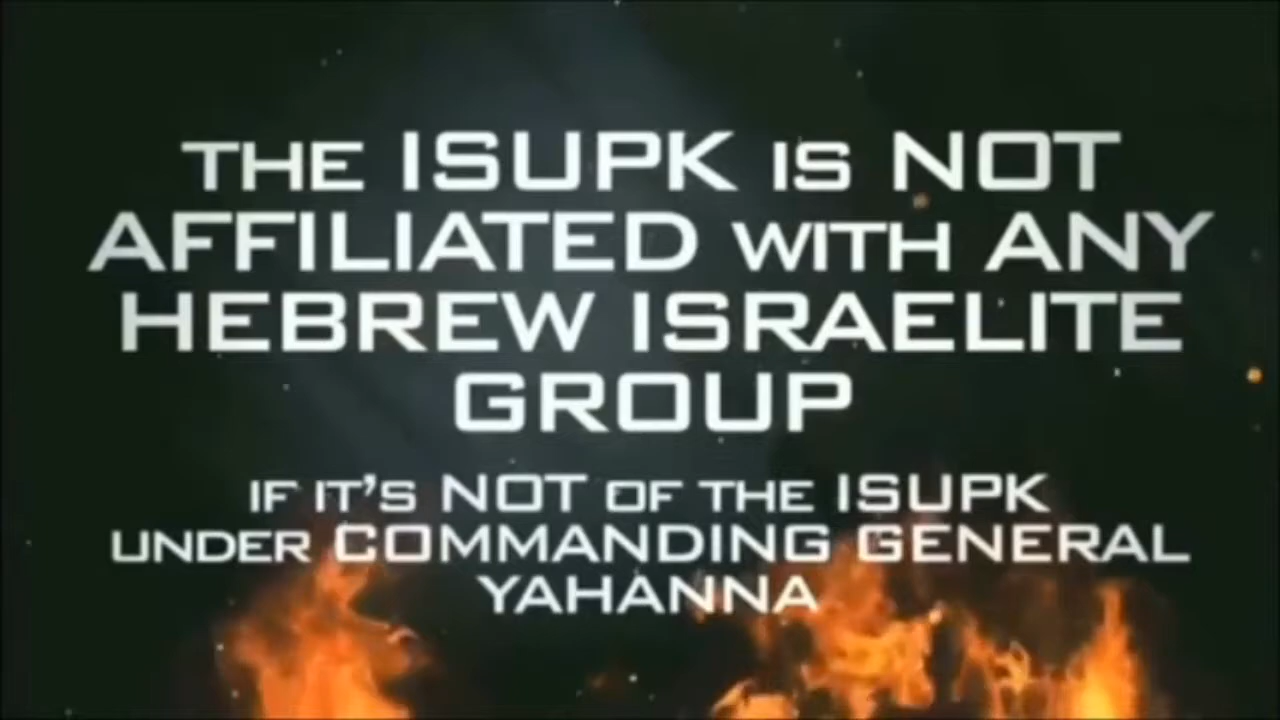 THE ISUPK IS NOT
AFFILIATED WITH ANY
HEBREW ISRAELITE
GROUP
IF IT'S NOT OF THE ISUPK
UNDER COMMANDING GENERAL
YAHANNA